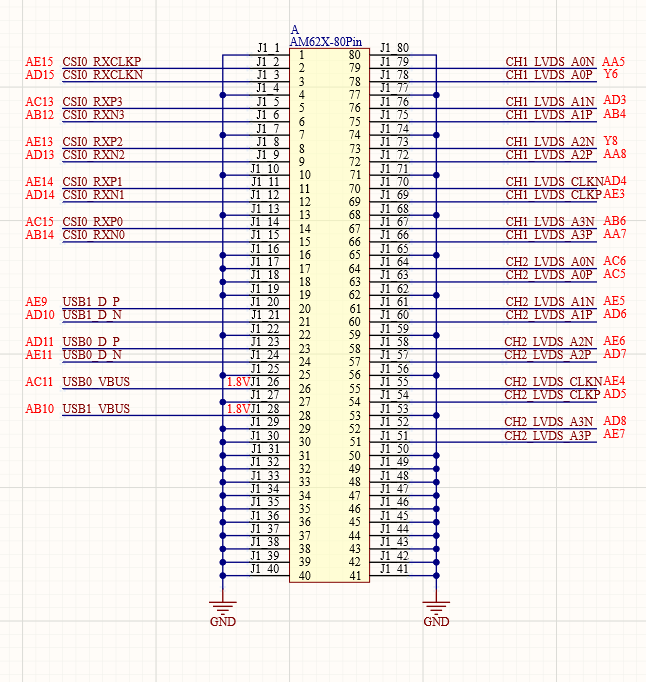 A
AM62X-80Pin
J1_1 1 80 J1_80
AE15 CSI0_RXCLKP J1_2 2 79 J1_79 CH1_LVDS_A0N AA5
AD15 CSI0_RXCLKN J1_3 3 78 J1_78 CH1_LVDS_A0P Y6
J1_4 4 77 J1_77
AC13 CSI0_RXP3 J1_5 5 76 J1_76 CH1_LVDS_A1N AD3
AB12 CSI0_RXN3 J1_6 6 75 J1_75 CH1_LVDS_A1P AB4
J1_7 7 74 J1_74
AE13 CSI0_RXP2 J1_8 8 73 J1_73 CH1_LVDS_A2N Y8
AD13 CSI0_RXN2 J1_9 9 72 J1_72 CH1_LVDS_A2P AA8
J1_10 10 71 J1_71
AE14 CSI0_RXP1 J1_11 11 70 J1_70 CH1_LVDS_CLKN AD4
AD14 CSI0_RXN1 J1_12 12 69 J1_69 CH1_LVDS_CLKP AE3
J1_13 13 68 J1_68
AC15 CSI0_RXP0 J1_14 14 67 J1_67 CH1_LVDS_A3N AB6
AB14 CSI0_RXN0 J1_15 15 66 J1_66 CH1_LVDS_A3P AA7
J1_16 16 65 J1_65
J1_17 17 64 J1_64 CH2_LVDS_A0N AC6
J1_18 18 63 J1_63 CH2_LVDS_A0P AC5
J1_19 19 62 J1_62
AE9 USB1_D_P J1_20 20 61 J1_61 CH2_LVDS_A1N AE5
AD10 USB1_D_N J1_21 21 60 J1_60 CH2_LVDS_A1P AD6
J1_22 22 59 J1_59
AD11 USB0_D_P J1_23 23 58 J1_58 CH2_LVDS_A2N AE6
AE11 USB0_D_N J1_24 24 57 J1_57 CH2_LVDS_A2P AD7
J1_25 25 56 J1_56
AC11 USB0_VBUS 1.8V J1_26 26 55 J1_55 CH2_LVDS_CLKN AE4
J1_27 27 54 J1_54 CH2_LVDS_CLKP AD5
AB10 USB1_VBUS 1.8V J1_28 28 53 J1_53
J1_29 29 52 J1_52 CH2_LVDS_A3N AD8
J1_30 30 51 J1_51 CH2_LVDS_A3P AE7
J1_31 31 50 J1_50
J1_32 32 49 J1_49
J1_33 33 48 J1_48
J1_34 34 47 J1_47
J1_35 35 46 J1_46
J1_36 36 45 J1_45
J1_37 37 44 J1_44
J1_38 38 43 J1_43
J1_39 39 42 J1_42
J1_40 40 41 J1_41
GND GND